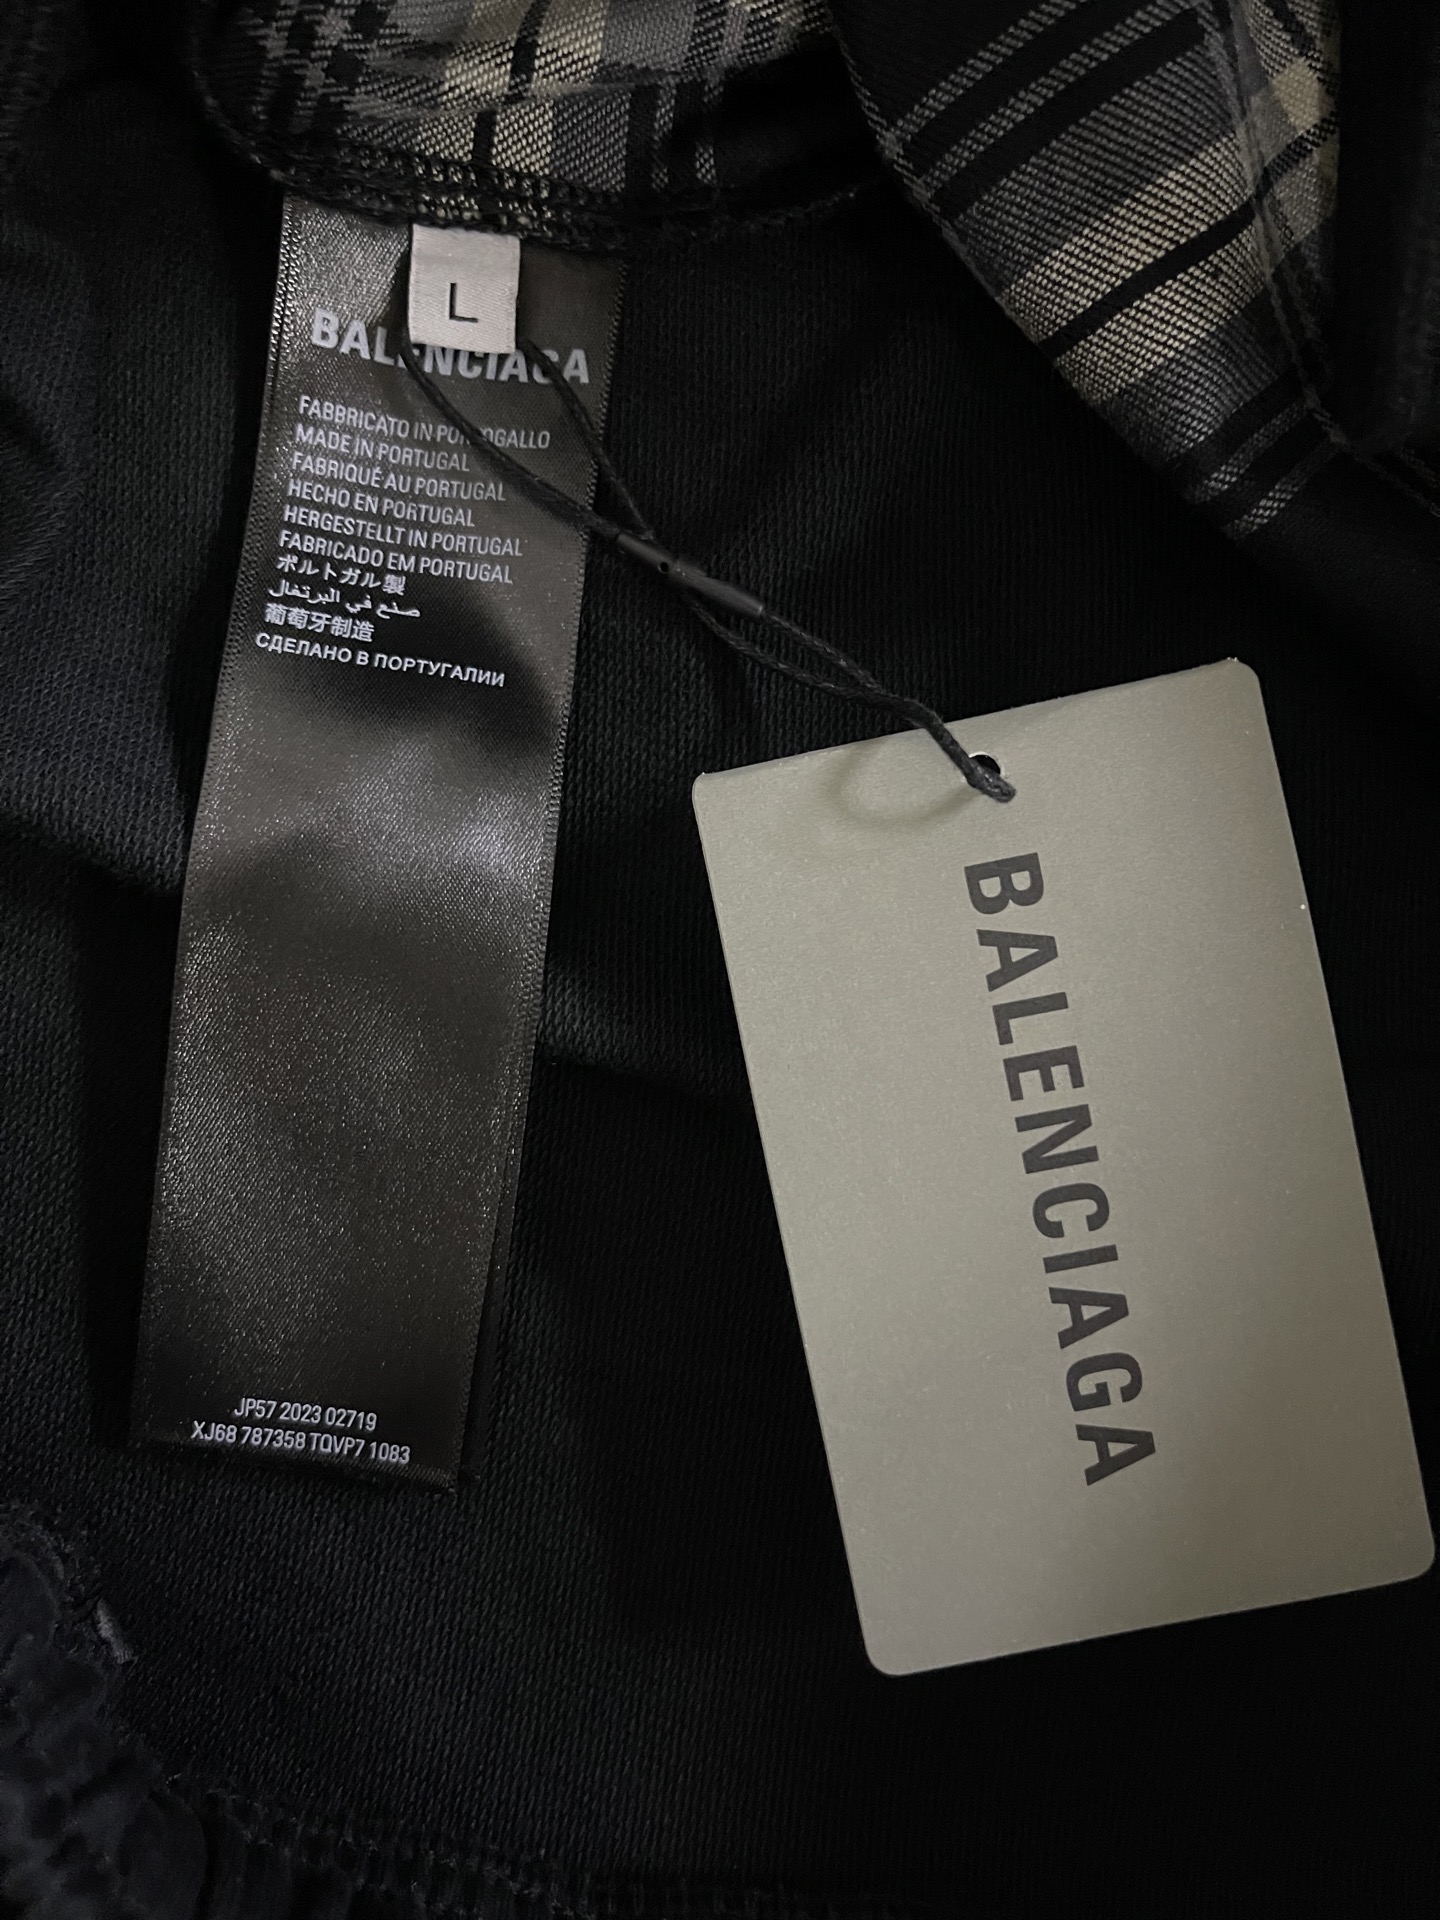 L
BALENCIAGA
FABBRICATO IN PORTOGALLO
MADE IN PORTUGAL
FABRIQUÉ AU PORTUGAL
HECHO EN PORTUGAL
HERGESTELLT IN PORTUGAL
FABRICADO EM PORTUGAL
ポルトガル製
صنع في البرتغال
葡萄牙制造
СДЕЛАНО В ПОРТУГАЛИИ
JP57 2023 02719
XJ68 787358 TQVP7 1083
BALENCIAGA